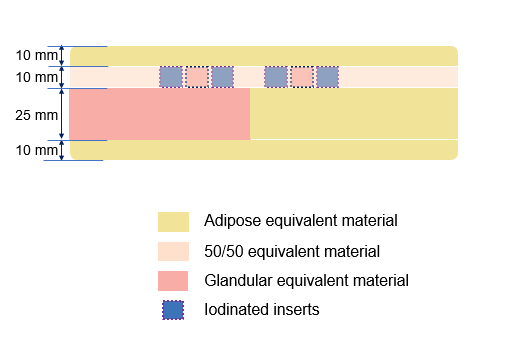 10 mm
10 mm
25 mm
10 mm
Adipose equivalent material
50/50 equivalent material
Glandular equivalent material
Iodinated inserts